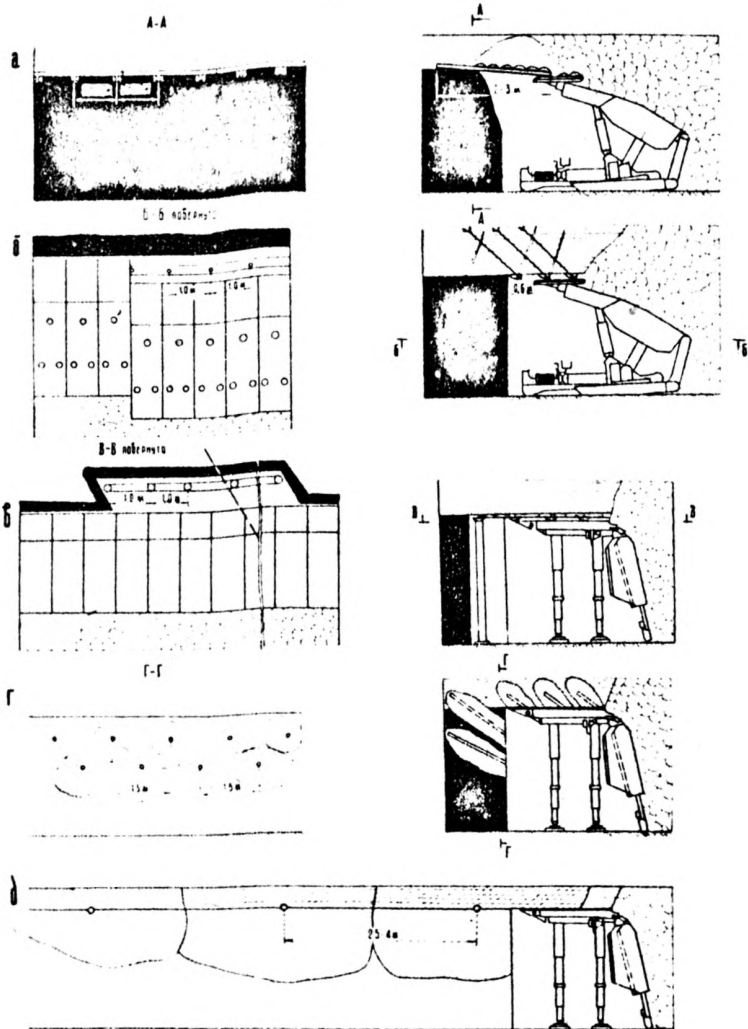 А-А
А
а
2-3 м
А
Б-Б повернуто
б
1,0 м 1,0 м
0,6 м
Б Б
В-В повернуто
в
1,0 м 1,0 м
В В
Г-Г
Г
г
1,5 м 1,5 м
Г
д
2,5-4 м